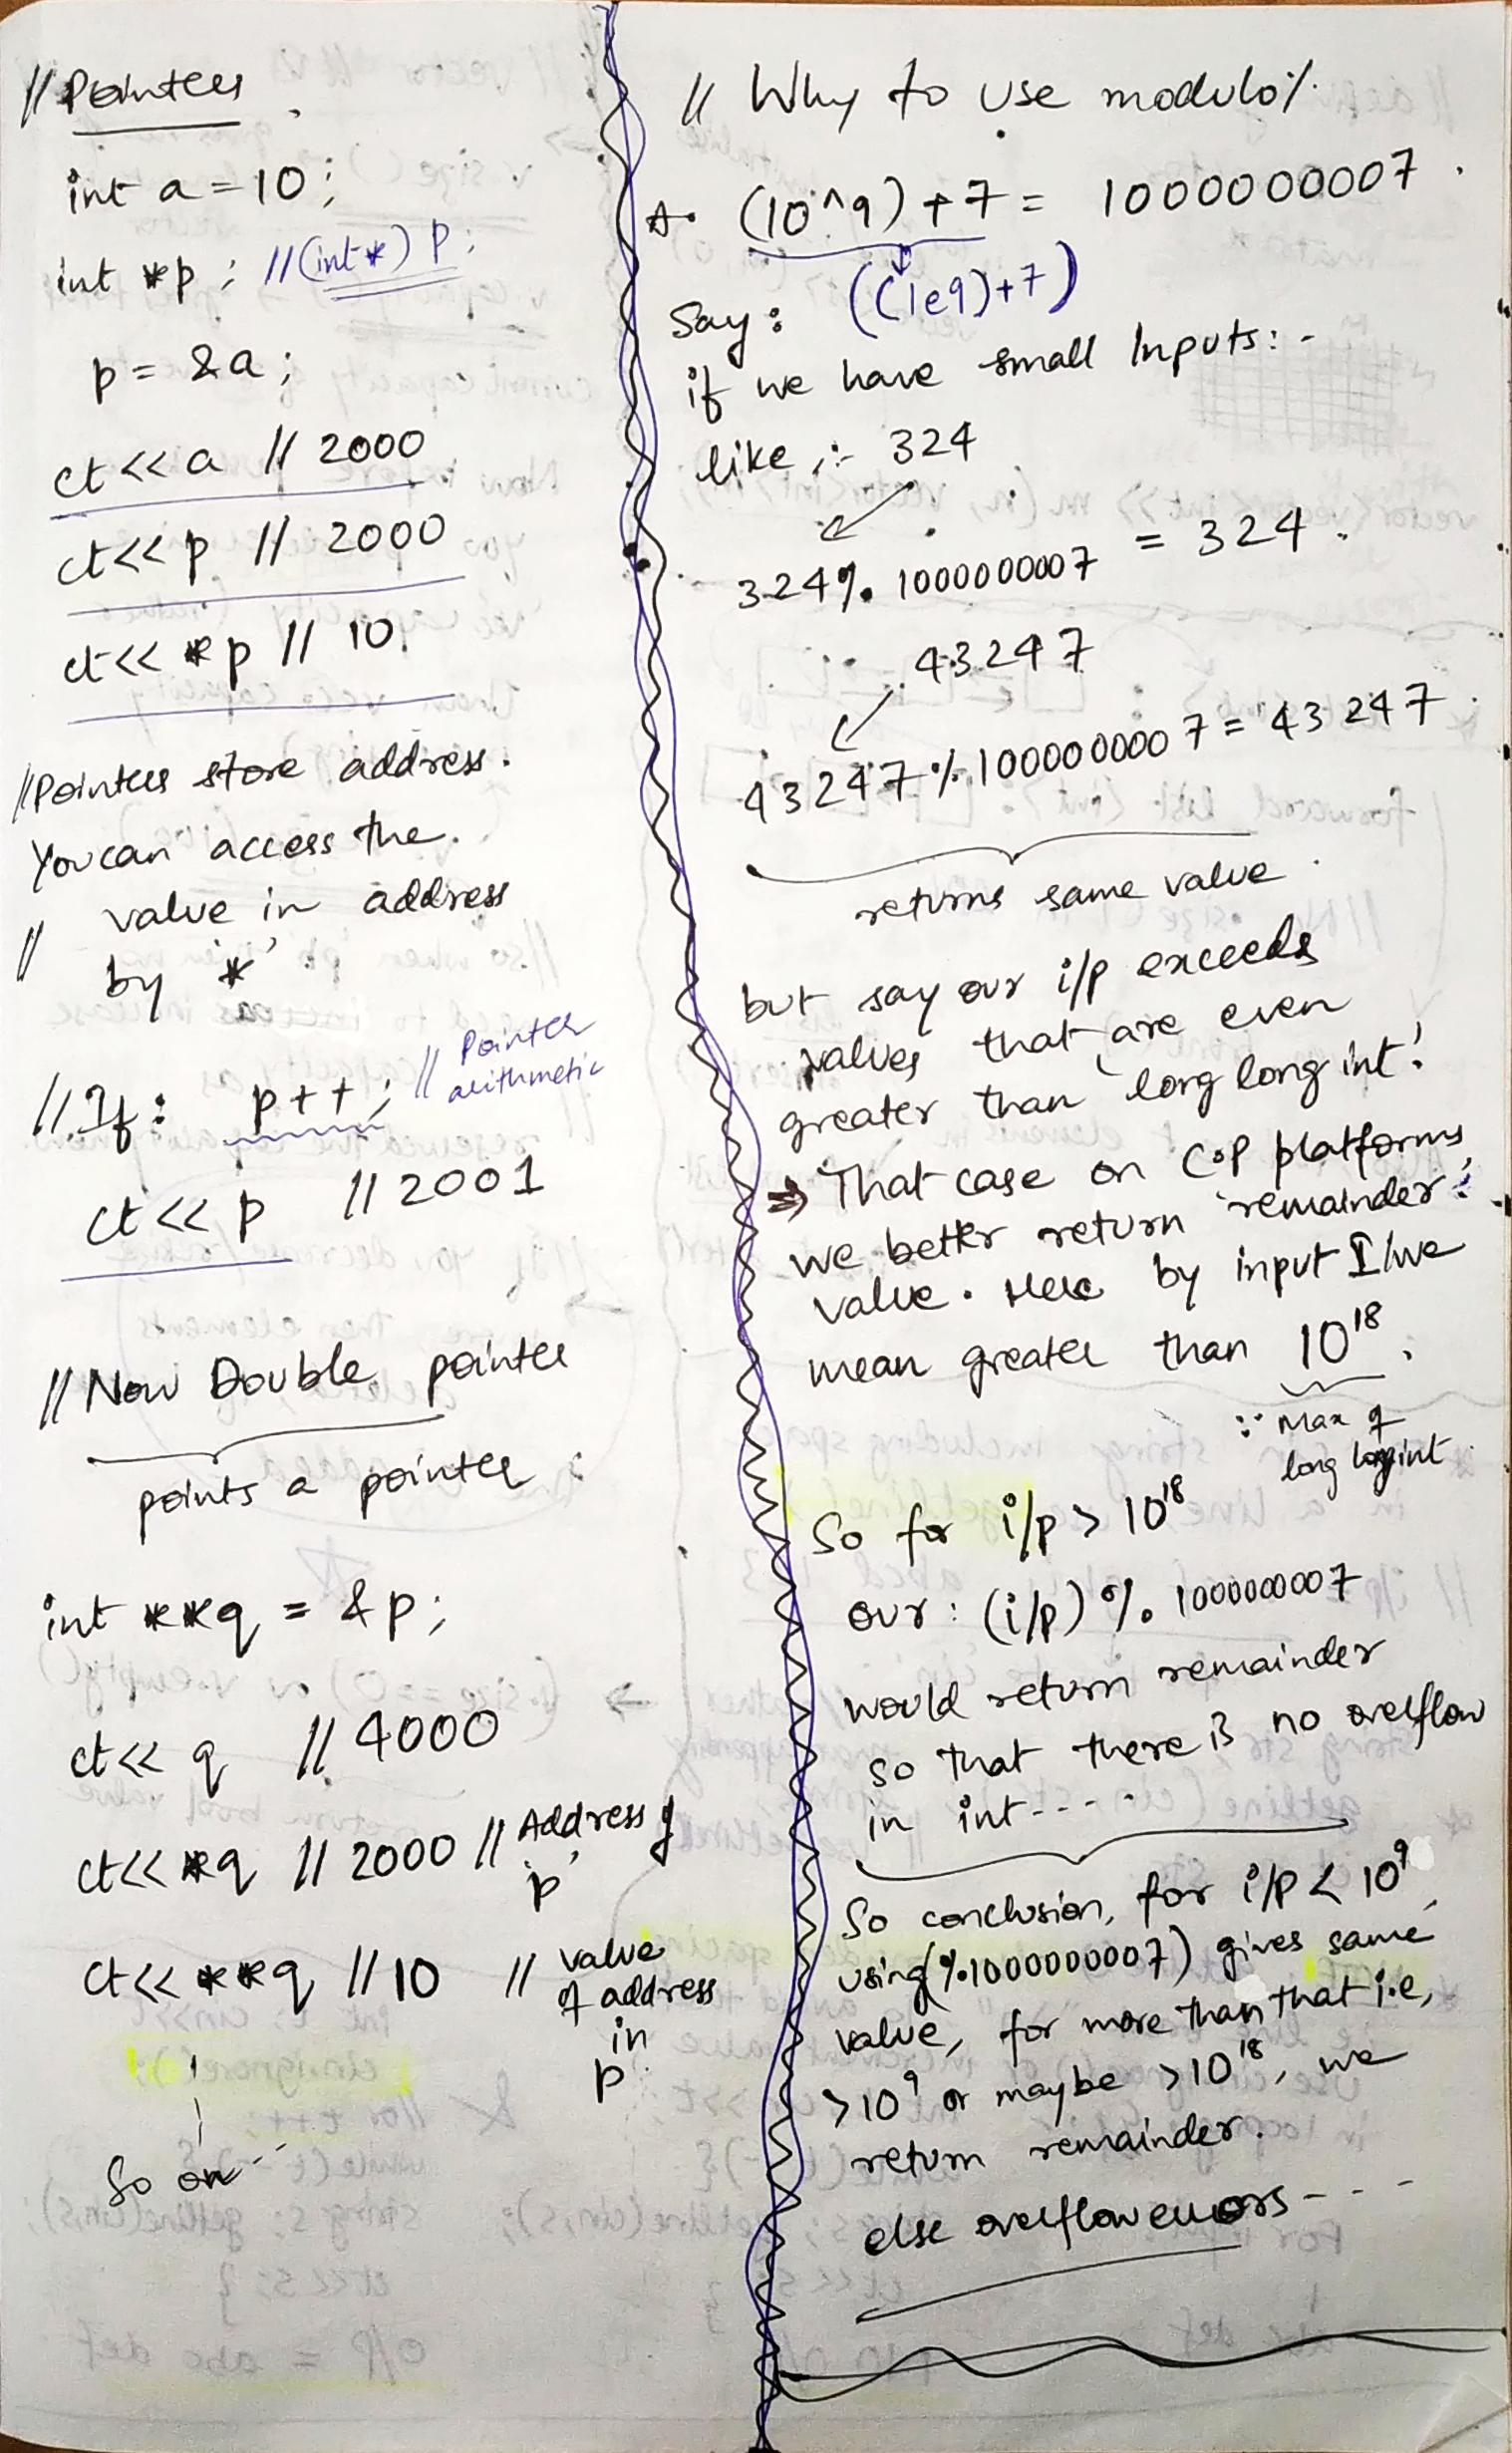 // Pointers
int a = 10;
int *p ; //(int*) p;
p = &a;
ct << a // 2000
ct << p // 2000
ct << *p // 10.
//Pointers store address.
You can access the
// value in address
by '*'
// If: p++; // Pointer arithmetic
ct << p // 2001
// Now Double pointer
points a pointer
int **q = &p;
ct << q // 4000
ct << *q // 2000 // Address of 'p'
ct << **q // 10 // value of address in p
So on --
// Why to use modulo %.
(10^9) + 7 = 1000000007.
((1e9)+7)
Say:
if we have small Inputs: -
like :- 324
324 % 1000000007 = 324.
43247
43247 % 1000000007 = 43247.
returns same value.
but say our i/p exceeds
values that are even
greater than 'long long int'.
=> That case on C.P platforms,
we better return 'remainder'
value. Here by input I/we
mean greater than 10^18.
∵ Max of
long long int
So for i/p > 10^18
our : (i/p) % 1000000007
would return remainder
so that there is no overflow
in int-----
So conclusion, for i/p < 10^9,
using (%1000000007) gives same
value, for more than that i.e,
>10^9 or maybe >10^18, we
return remainder.
else overflow errors----